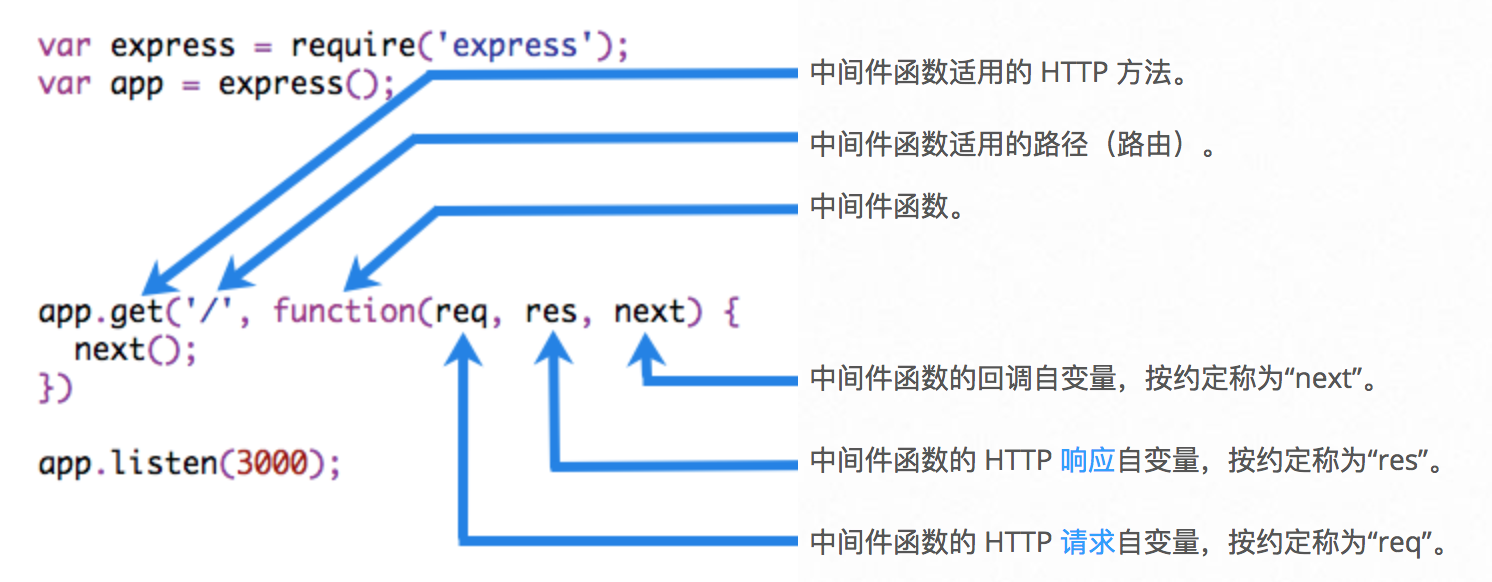 var express = require('express');
var app = express();
中间件函数适用的 HTTP 方法。
中间件函数适用的路径（路由）。
中间件函数。
app.get('/', function(req, res, next) {
next();
})
app.listen(3000);
中间件函数的回调自变量，按约定称为“next”。
中间件函数的 HTTP 响应自变量，按约定称为“res”。
中间件函数的 HTTP 请求自变量，按约定称为“req”。